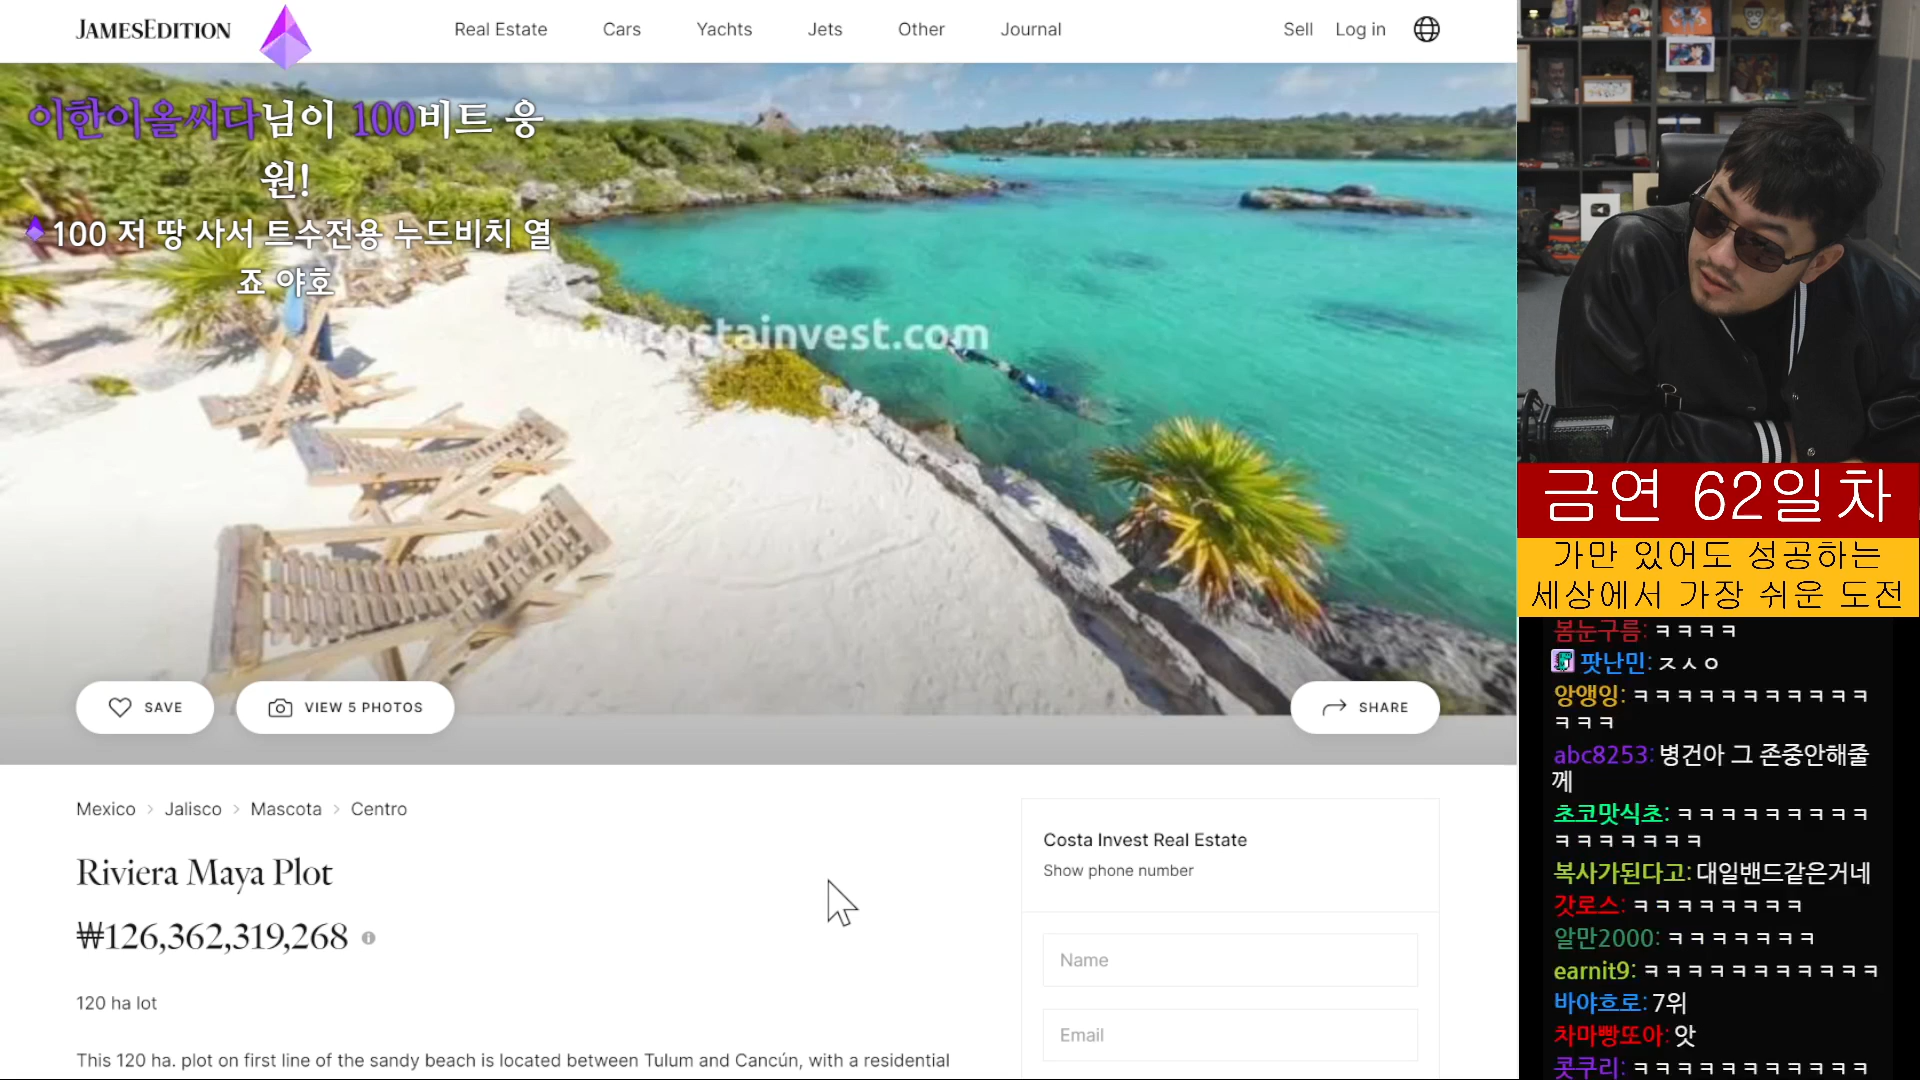 JAMESEDITION
Real Estate
Cars
Yachts
Jets
Other
Journal
Sell
Log in
이한이올씨다님이 100비트 응
원!
100 저 땅 사서 트수전용 누드비치 열
죠 야호
www.costainvest.com
SAVE
VIEW 5 PHOTOS
SHARE
Mexico > Jalisco > Mascota > Centro
Riviera Maya Plot
₩126,362,319,268
120 ha lot
This 120 ha. plot on first line of the sandy beach is located between Tulum and Cancún, with a residential
Costa Invest Real Estate
Show phone number
Name
Email
금연 62일차
가만 있어도 성공하는
세상에서 가장 쉬운 도전
봄눈구름: ㅋㅋㅋㅋ
팟난민: ㅈㅅㅇ
앙앵잉: ㅋㅋㅋㅋㅋㅋㅋㅋㅋㅋㅋ
ㅋㅋㅋ
abc8253: 병건아 그 존중안해줄
께
초코맛식초: ㅋㅋㅋㅋㅋㅋㅋㅋㅋ
ㅋㅋㅋㅋㅋㅋㅋ
복사가된다고: 대일밴드같은거네
갓로스: ㅋㅋㅋㅋㅋㅋㅋㅋ
알만2000: ㅋㅋㅋㅋㅋㅋㅋ
earnit9: ㅋㅋㅋㅋㅋㅋㅋㅋㅋㅋㅋ
바야흐로: 7위
차마빵또아: 앗
콧쿠리: ㅋㅋㅋㅋㅋㅋㅋㅋㅋㅋㅋ